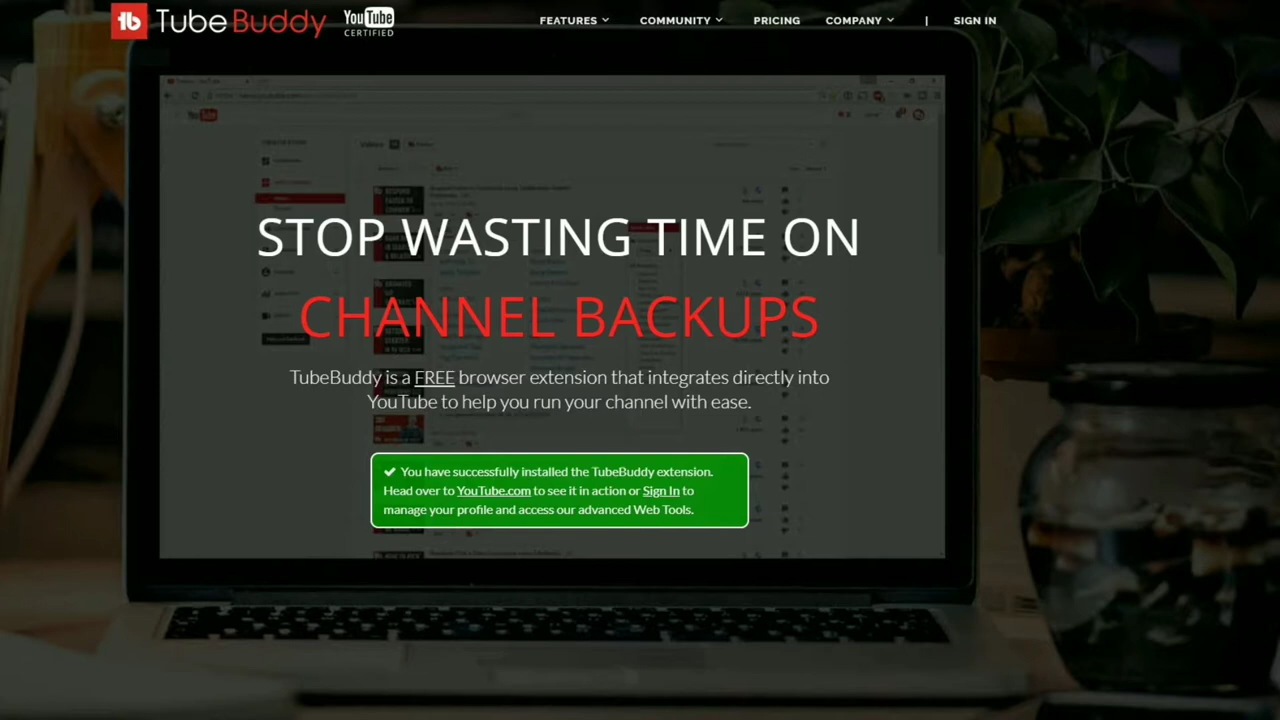 TubeBuddy YouTube CERTIFIED
FEATURES COMMUNITY PRICING COMPANY | SIGN IN
STOP WASTING TIME ON
CHANNEL BACKUPS
TubeBuddy is a FREE browser extension that integrates directly into
YouTube to help you run your channel with ease.
✔ You have successfully installed the TubeBuddy extension.
Head over to YouTube.com to see it in action or Sign In to
manage your profile and access our advanced Web Tools.